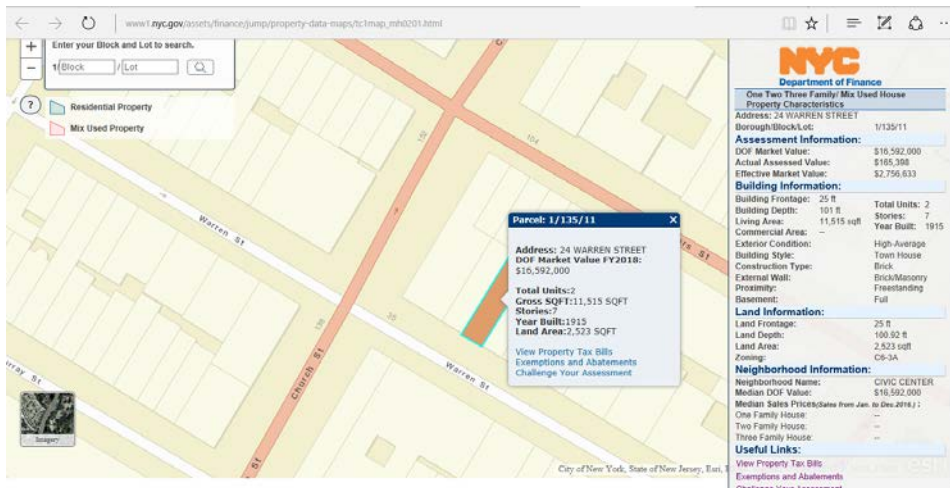 www1.nyc.gov/assets/finance/jump/property-data-maps/tc1map_mh0201.html
+
Enter your Block and Lot to search.
−
1/ Block / Lot
?
Residential Property
Mix Used Property
132
104
Warren St
7
Parcel: 1/135/11 X
Address: 24 WARREN STREET
DOF Market Value FY2018:
$16,592,000
Total Units:2
Gross SQFT:11,515 SQFT
Stories:7
Year Built:1915
Land Area:2,523 SQFT
View Property Tax Bills
Exemptions and Abatements
Challenge Your Assessment
St
35
Warren St
Church St
St
St
Imagery
City of New York, State of New Jersey, Esri,
NYC
Department of Finance
One Two Three Family/ Mix Used House
Property Characteristics
Address: 24 WARREN STREET
Borough/Block/Lot: 1/135/11
Assessment Information:
DOF Market Value: $16,592,000
Actual Assessed Value: $165,398
Effective Market Value: $2,756,633
Building Information:
Building Frontage: 25 ft Total Units: 2
Building Depth: 101 ft Stories: 7
Living Area: 11,515 sqft Year Built: 1915
Commercial Area: --
Exterior Condition: High-Average
Building Style: Town House
Construction Type: Brick
External Wall: Brick/Masonry
Proximity: Freestanding
Basement: Full
Land Information:
Land Frontage: 25 ft
Land Depth: 100.92 ft
Land Area: 2,523 sqft
Zoning: C6-3A
Neighborhood Information:
Neighborhood Name: CIVIC CENTER
Median DOF Value: $16,592,000
Median Sales Prices(Sales from Jan. to Dec.2016.) :
One Family House: --
Two Family House: --
Three Family House: --
Useful Links:
View Property Tax Bills
Exemptions and Abatements
Challenge Your Assessment